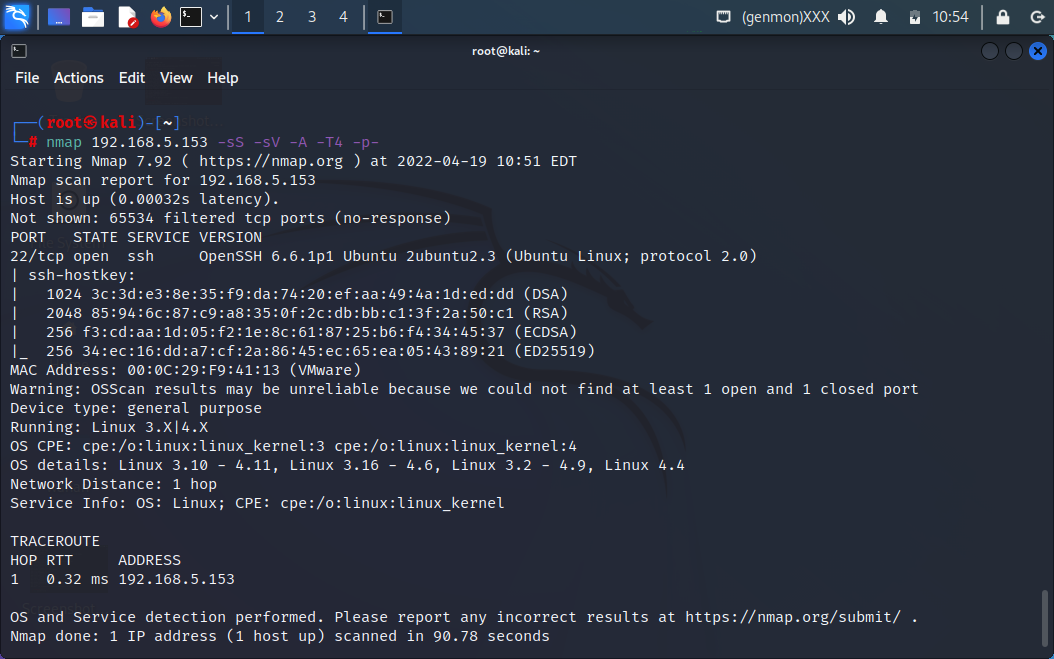 1 2 3 4 (genmon)XXX 10:54
root@kali: ~
File Actions Edit View Help
┌──(root㉿kali)-[~]
└─# nmap 192.168.5.153 -sS -sV -A -T4 -p-
Starting Nmap 7.92 ( https://nmap.org ) at 2022-04-19 10:51 EDT
Nmap scan report for 192.168.5.153
Host is up (0.00032s latency).
Not shown: 65534 filtered tcp ports (no-response)
PORT   STATE SERVICE VERSION
22/tcp open  ssh     OpenSSH 6.6.1p1 Ubuntu 2ubuntu2.3 (Ubuntu Linux; protocol 2.0)
| ssh-hostkey:
|   1024 3c:3d:e3:8e:35:f9:da:74:20:ef:aa:49:4a:1d:ed:dd (DSA)
|   2048 85:94:6c:87:c9:a8:35:0f:2c:db:bb:c1:3f:2a:50:c1 (RSA)
|   256 f3:cd:aa:1d:05:f2:1e:8c:61:87:25:b6:f4:34:45:37 (ECDSA)
|_  256 34:ec:16:dd:a7:cf:2a:86:45:ec:65:ea:05:43:89:21 (ED25519)
MAC Address: 00:0C:29:F9:41:13 (VMware)
Warning: OSScan results may be unreliable because we could not find at least 1 open and 1 closed port
Device type: general purpose
Running: Linux 3.X|4.X
OS CPE: cpe:/o:linux:linux_kernel:3 cpe:/o:linux:linux_kernel:4
OS details: Linux 3.10 - 4.11, Linux 3.16 - 4.6, Linux 3.2 - 4.9, Linux 4.4
Network Distance: 1 hop
Service Info: OS: Linux; CPE: cpe:/o:linux:linux_kernel
TRACEROUTE
HOP RTT     ADDRESS
1   0.32 ms 192.168.5.153
OS and Service detection performed. Please report any incorrect results at https://nmap.org/submit/ .
Nmap done: 1 IP address (1 host up) scanned in 90.78 seconds